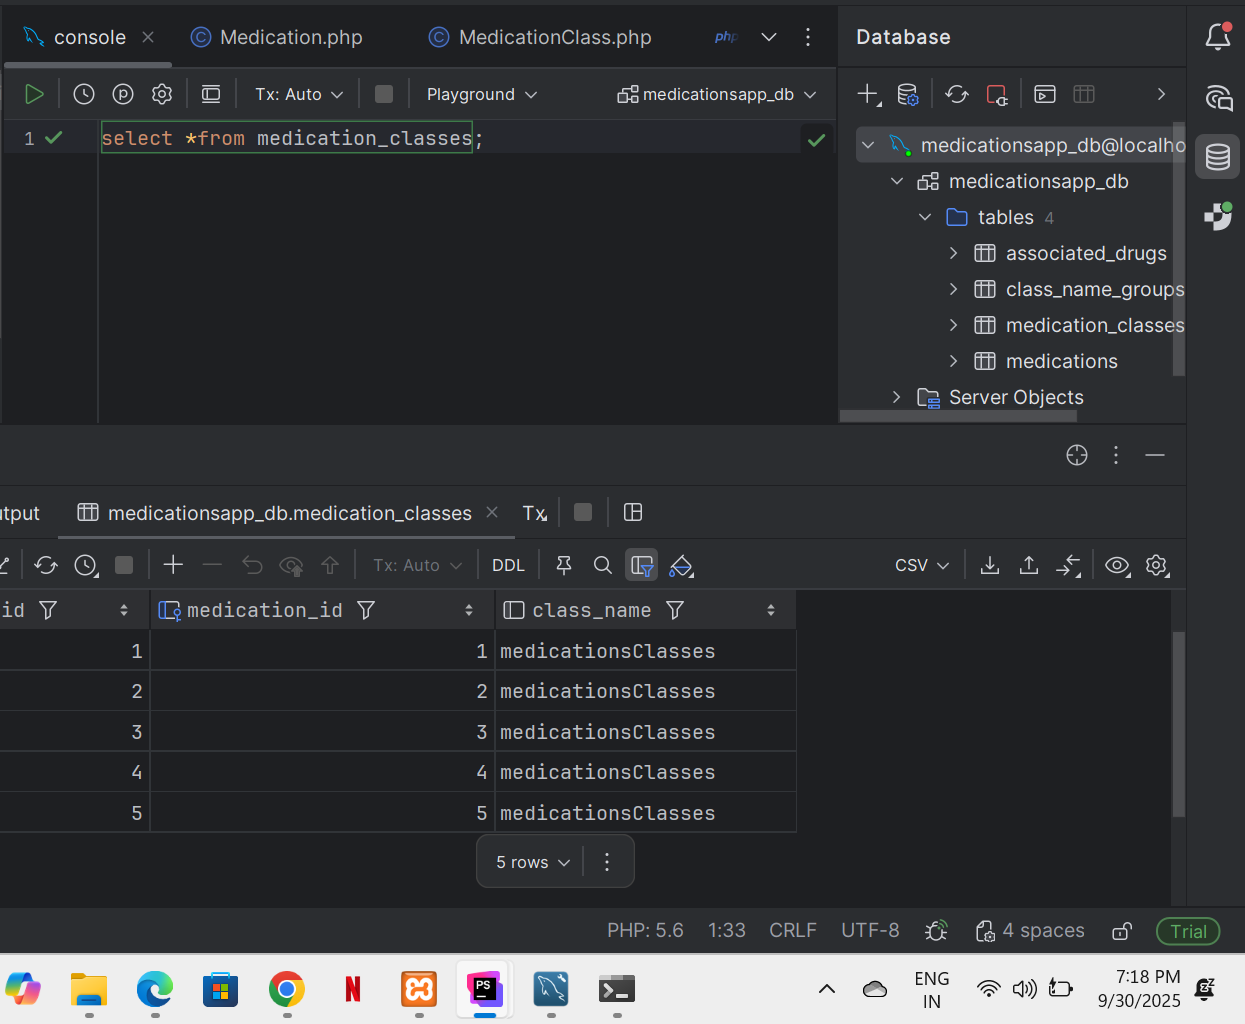 console
Medication.php
MedicationClass.php
php
Database
Tx: Auto
Playground
medicationsapp_db
1 select *from medication_classes;
medicationsapp_db@localho
medicationsapp_db
tables 4
associated_drugs
class_name_groups
medication_classes
medications
Server Objects
utput
medicationsapp_db.medication_classes
Tx
Tx: Auto
DDL
CSV
id medication_id class_name
1 1 medicationsClasses
2 2 medicationsClasses
3 3 medicationsClasses
4 4 medicationsClasses
5 5 medicationsClasses
5 rows
PHP: 5.6 1:33 CRLF UTF-8 4 spaces Trial
N
PS
ENG
IN
7:18 PM
9/30/2025